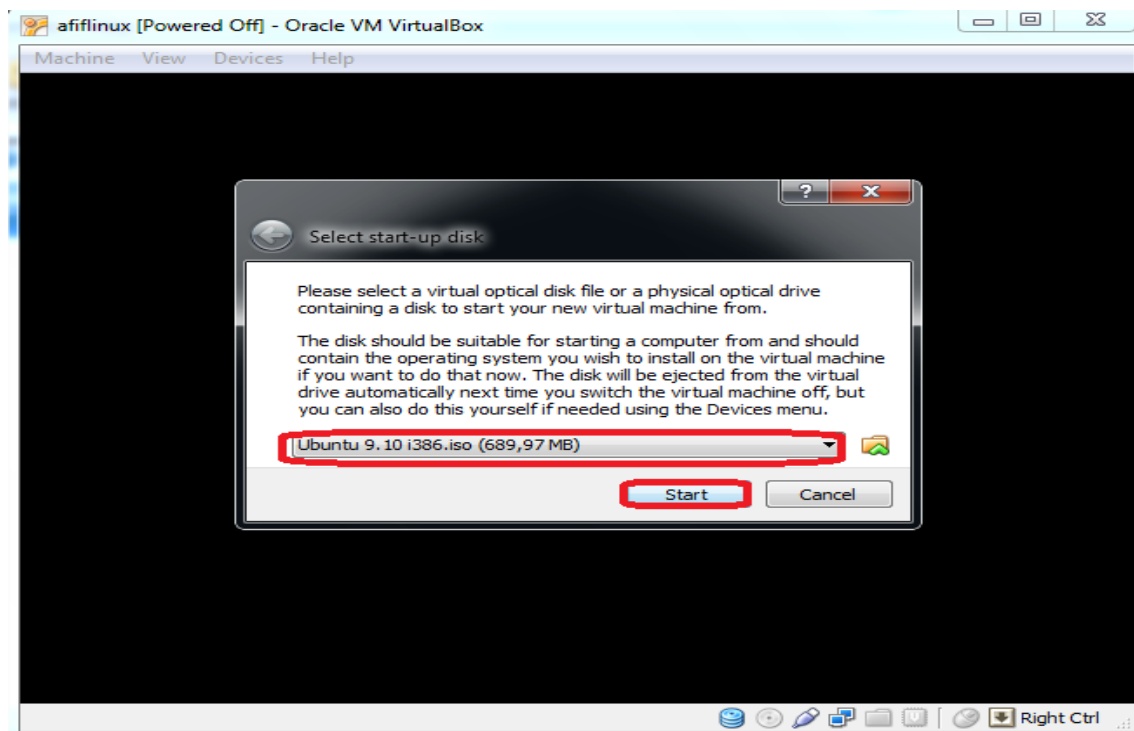 afiflinux [Powered Off] - Oracle VM VirtualBox
Machine View Devices Help
?
Select start-up disk
Please select a virtual optical disk file or a physical optical drive
containing a disk to start your new virtual machine from.
The disk should be suitable for starting a computer from and should
contain the operating system you wish to install on the virtual machine
if you want to do that now. The disk will be ejected from the virtual
drive automatically next time you switch the virtual machine off, but
you can also do this yourself if needed using the Devices menu.
Ubuntu 9.10 i386.iso (689,97 MB)
Start Cancel
Right Ctrl